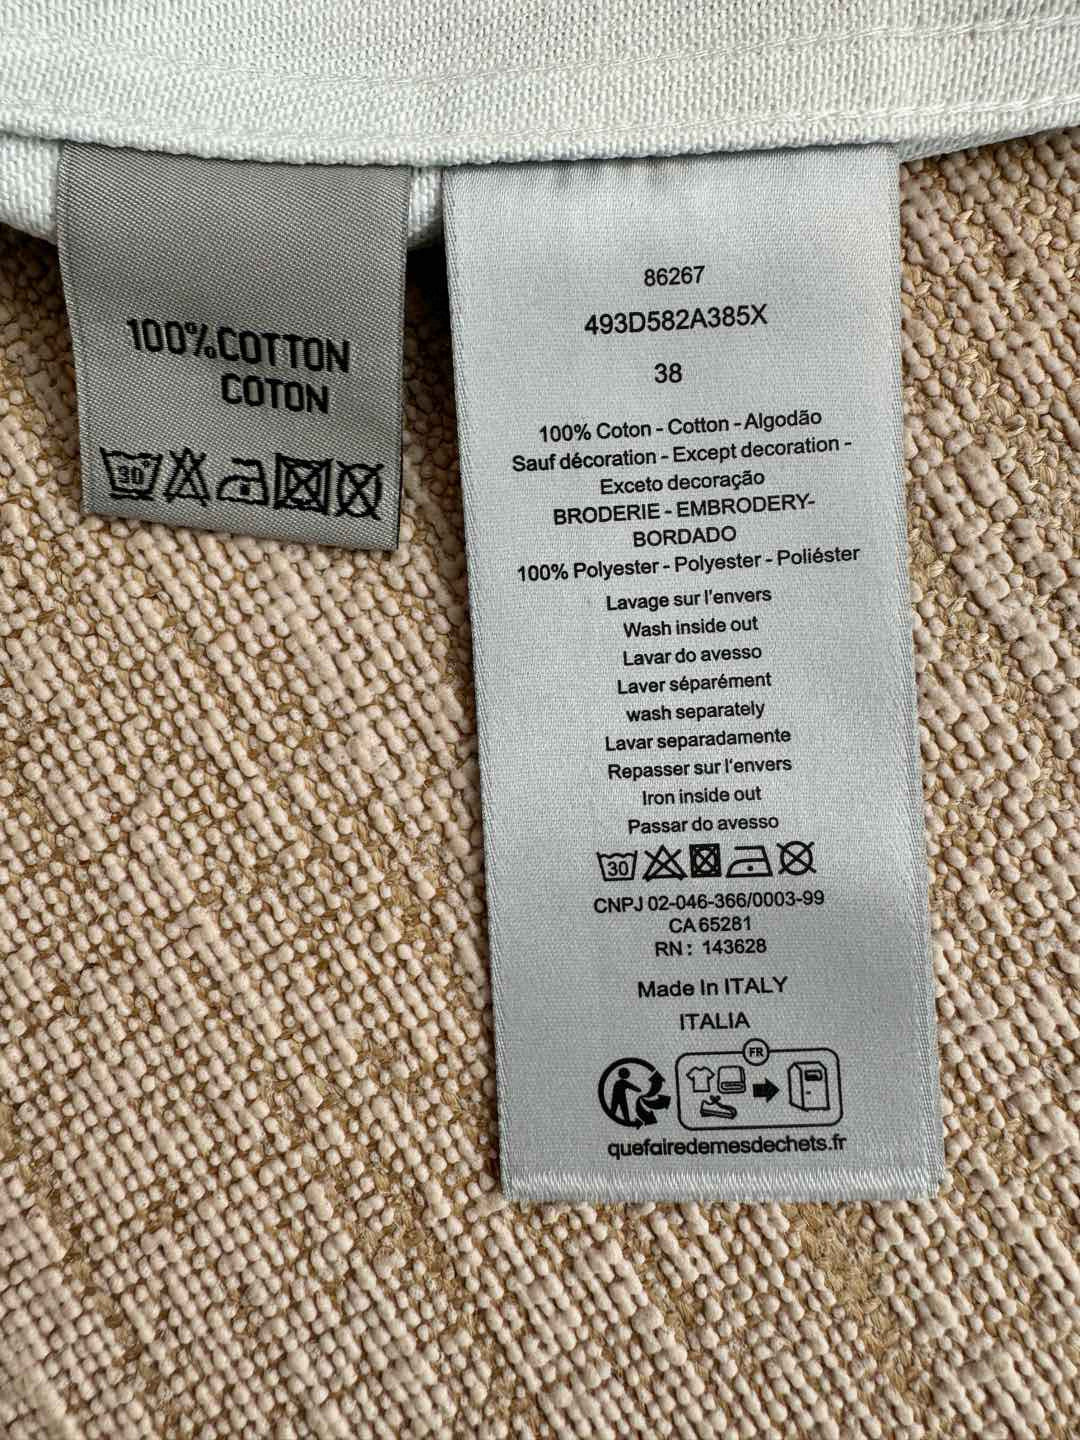 100%COTTON
COTON
30°
86267
493D582A385X
38
100% Coton - Cotton - Algodão
Sauf décoration - Except decoration -
Exceto decoração
BRODERIE - EMBRODERY-
BORDADO
100% Polyester - Polyester - Poliéster
Lavage sur l'envers
Wash inside out
Lavar do avesso
Laver séparément
wash separately
Lavar separadamente
Repasser sur l'envers
Iron inside out
Passar do avesso
30
CNPJ 02-046-366/0003-99
CA 65281
RN : 143628
Made In ITALY
ITALIA
FR
quefairedemesdechets.fr